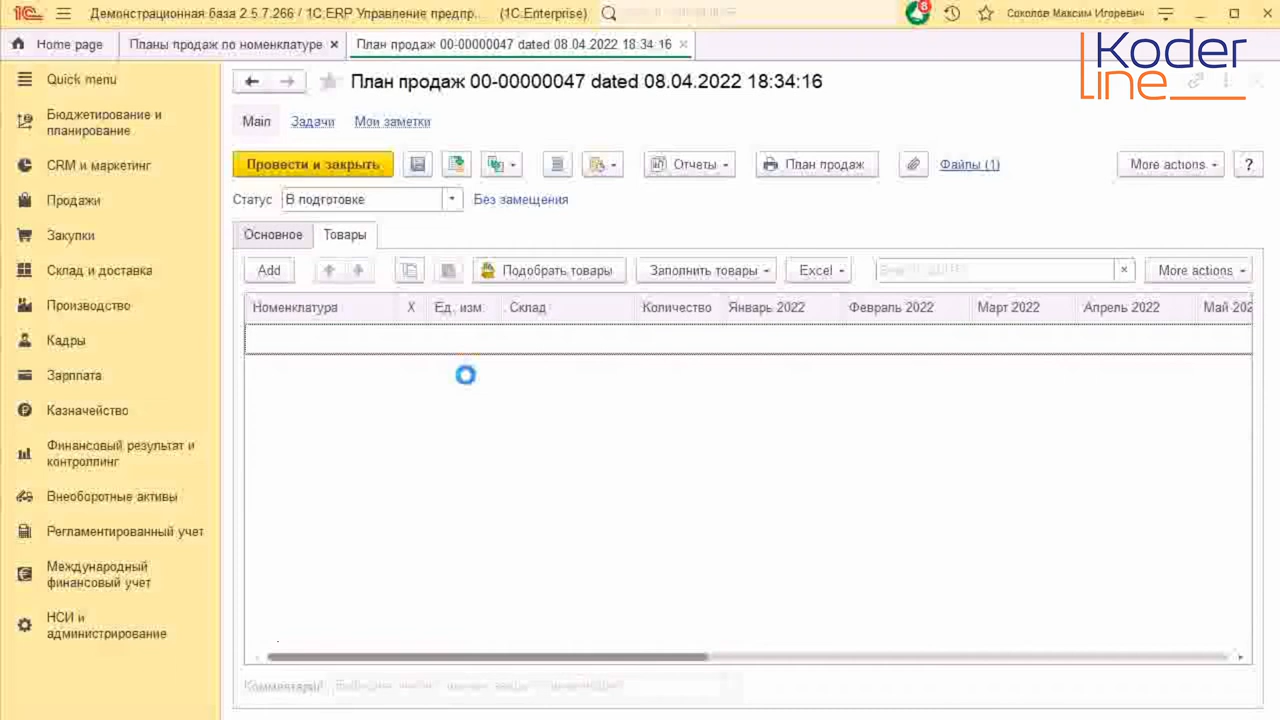 1С Демонстрационная база 2.5.7.266 / 1С:ERP Управление предпр... (1C:Enterprise) 8 Соколов Максим Игоревич
Home page Планы продаж по номенклатуре × План продаж 00-00000047 dated 08.04.2022 18:34:16 ×
Koder
line
Quick menu
Бюджетирование и
планирование
CRM и маркетинг
Продажи
Закупки
Склад и доставка
Производство
Кадры
Зарплата
Казначейство
Финансовый результат и
контроллинг
Внеоборотные активы
Регламентированный учет
Международный
финансовый учет
НСИ и
администрирование
План продаж 00-00000047 dated 08.04.2022 18:34:16
Main Задачи Мои заметки
Провести и закрыть Отчеты План продаж Файлы (1) More actions ?
Статус В подготовке Без замещения
Основное Товары
Add Подобрать товары Заполнить товары Excel × More actions
Номенклатура Х Ед. изм. Склад Количество Январь 2022 Февраль 2022 Март 2022 Апрель 2022 Май 202
Комментарий: